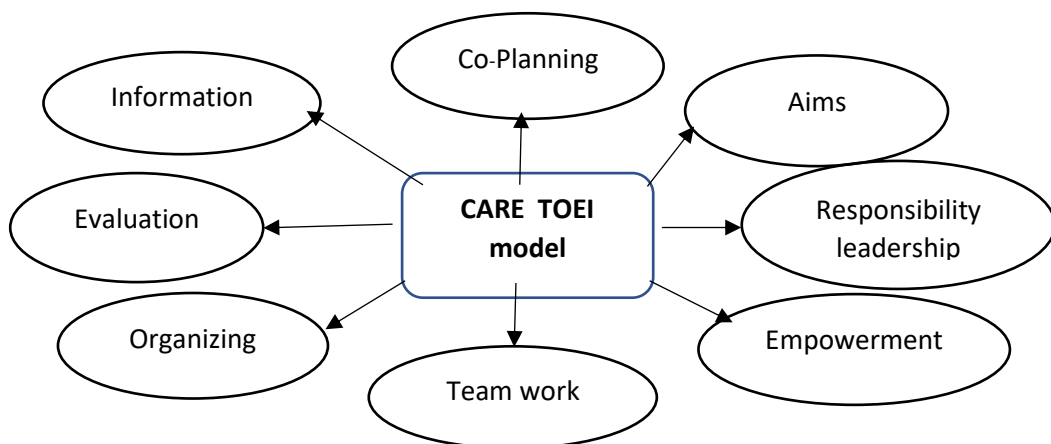 Co-Planning
Information
Aims
CARE TOEI
model
Evaluation
Responsibility
leadership
Organizing
Empowerment
Team work